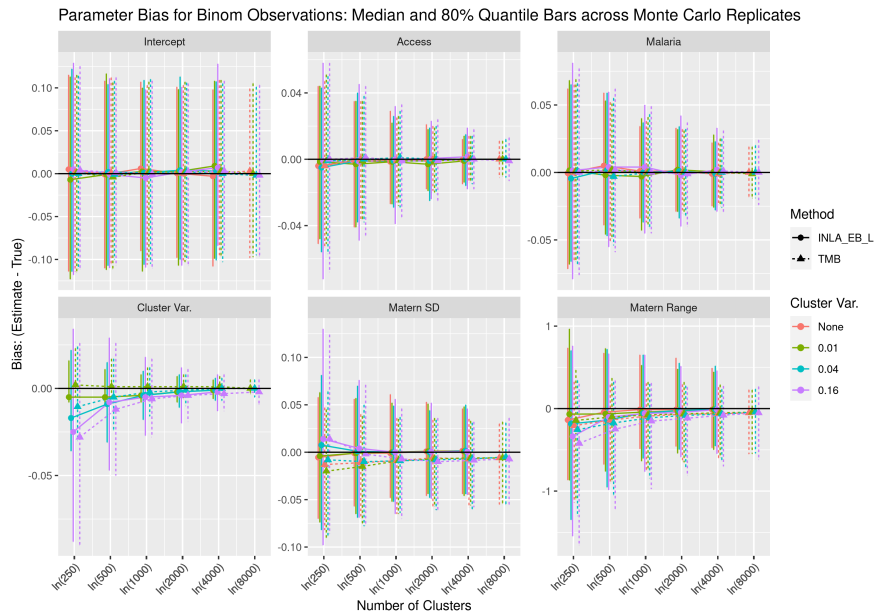 Parameter Bias for Binom Observations: Median and 80% Quantile Bars across Monte Carlo Replicates
Intercept
Access
Malaria
0.10
0.05
0.00
-0.05
-0.10
0.04
0.00
-0.04
0.05
0.00
-0.05
Cluster Var.
Matern SD
Matern Range
0.00
-0.05
0.10
0.05
0.00
-0.05
-0.10
1
0
-1
ln(250)
ln(500)
ln(1000)
ln(2000)
ln(4000)
ln(8000)
ln(250)
ln(500)
ln(1000)
ln(2000)
ln(4000)
ln(8000)
ln(250)
ln(500)
ln(1000)
ln(2000)
ln(4000)
ln(8000)
Number of Clusters
Bias: (Estimate - True)
Method
INLA_EB_L
TMB
Cluster Var.
None
0.01
0.04
0.16